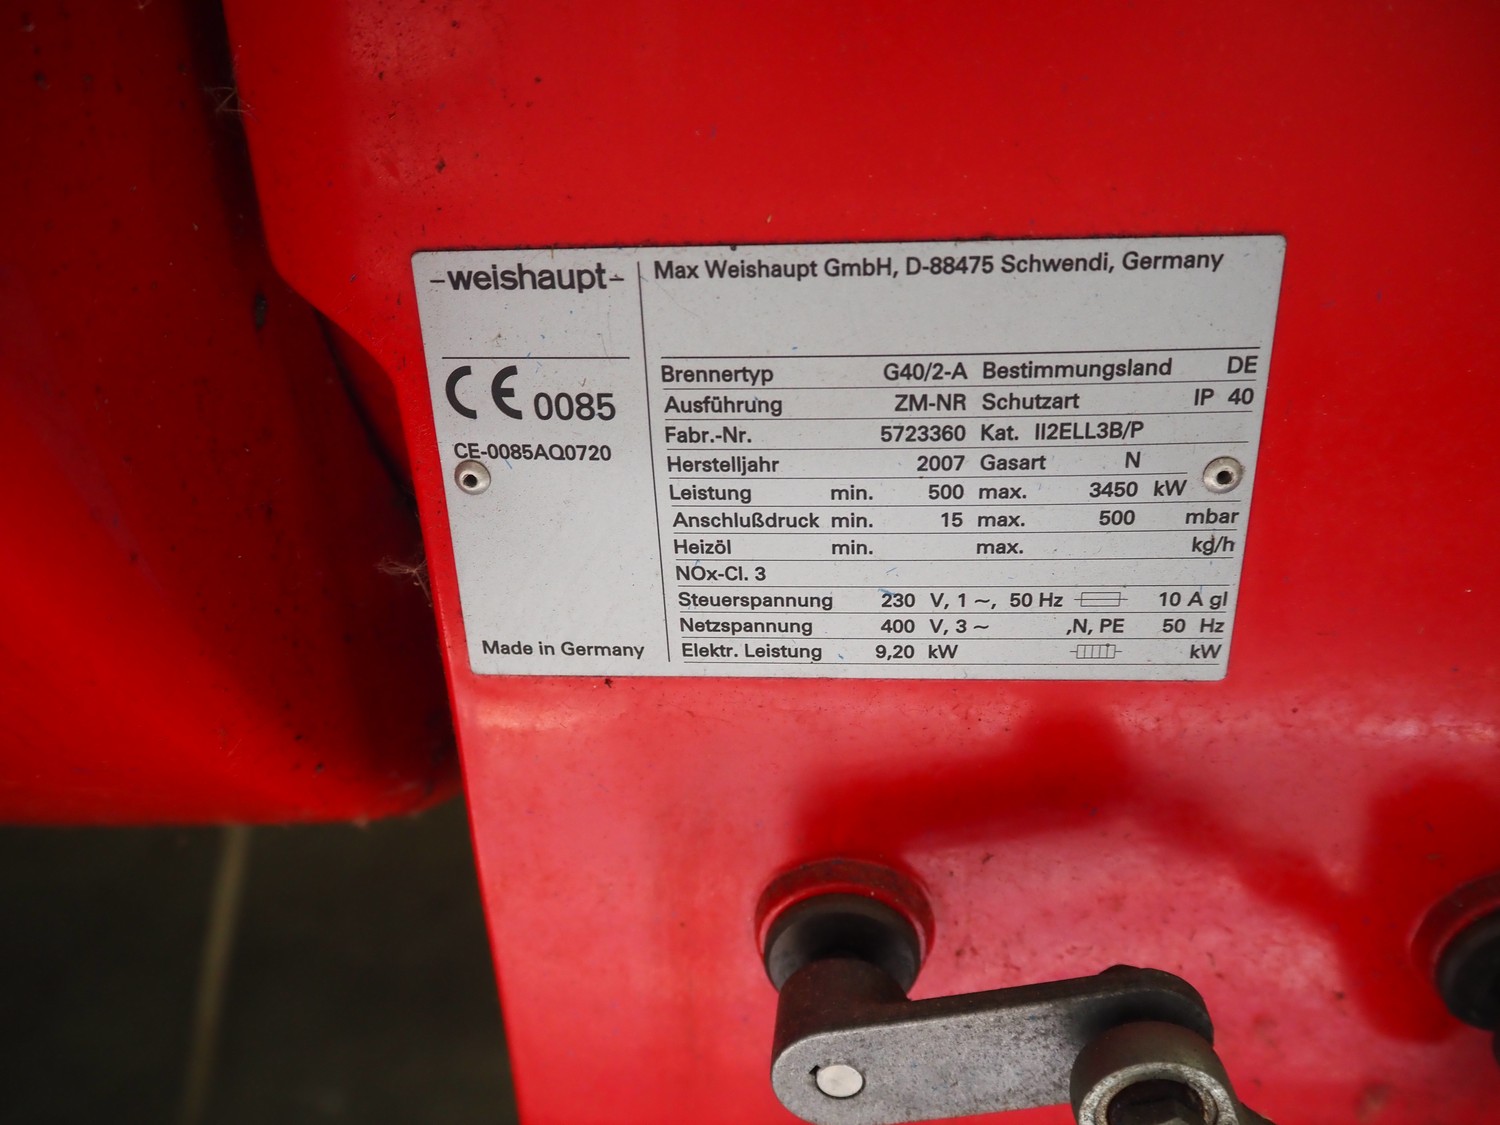 -weishaupt-
Max Weishaupt GmbH, D-88475 Schwendi, Germany
CE 0085
CE-0085AQ0720
Made in Germany
Brennertyp G40/2-A Bestimmungsland DE
Ausführung ZM-NR Schutzart IP 40
Fabr.-Nr. 5723360 Kat. II2ELL3B/P
Herstelljahr 2007 Gasart N
Leistung min. 500 max. 3450 kW
Anschlußdruck min. 15 max. 500 mbar
Heizöl min. max. kg/h
NOx-Cl. 3
Steuerspannung 230 V, 1 ~, 50 Hz 10 A gl
Netzspannung 400 V, 3 ~ ,N, PE 50 Hz
Elektr. Leistung 9,20 kW kW